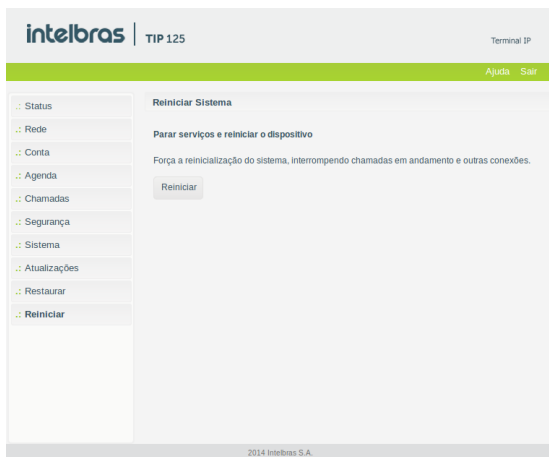 intelbras TIP 125
Terminal IP
Ajuda Sair
.: Status
.: Rede
.: Conta
.: Agenda
.: Chamadas
.: Segurança
.: Sistema
.: Atualizações
.: Restaurar
.: Reiniciar
Reiniciar Sistema
Parar serviços e reiniciar o dispositivo
Força a reinicialização do sistema, interrompendo chamadas em andamento e outras conexões.
Reiniciar
2014 Intelbras S.A.